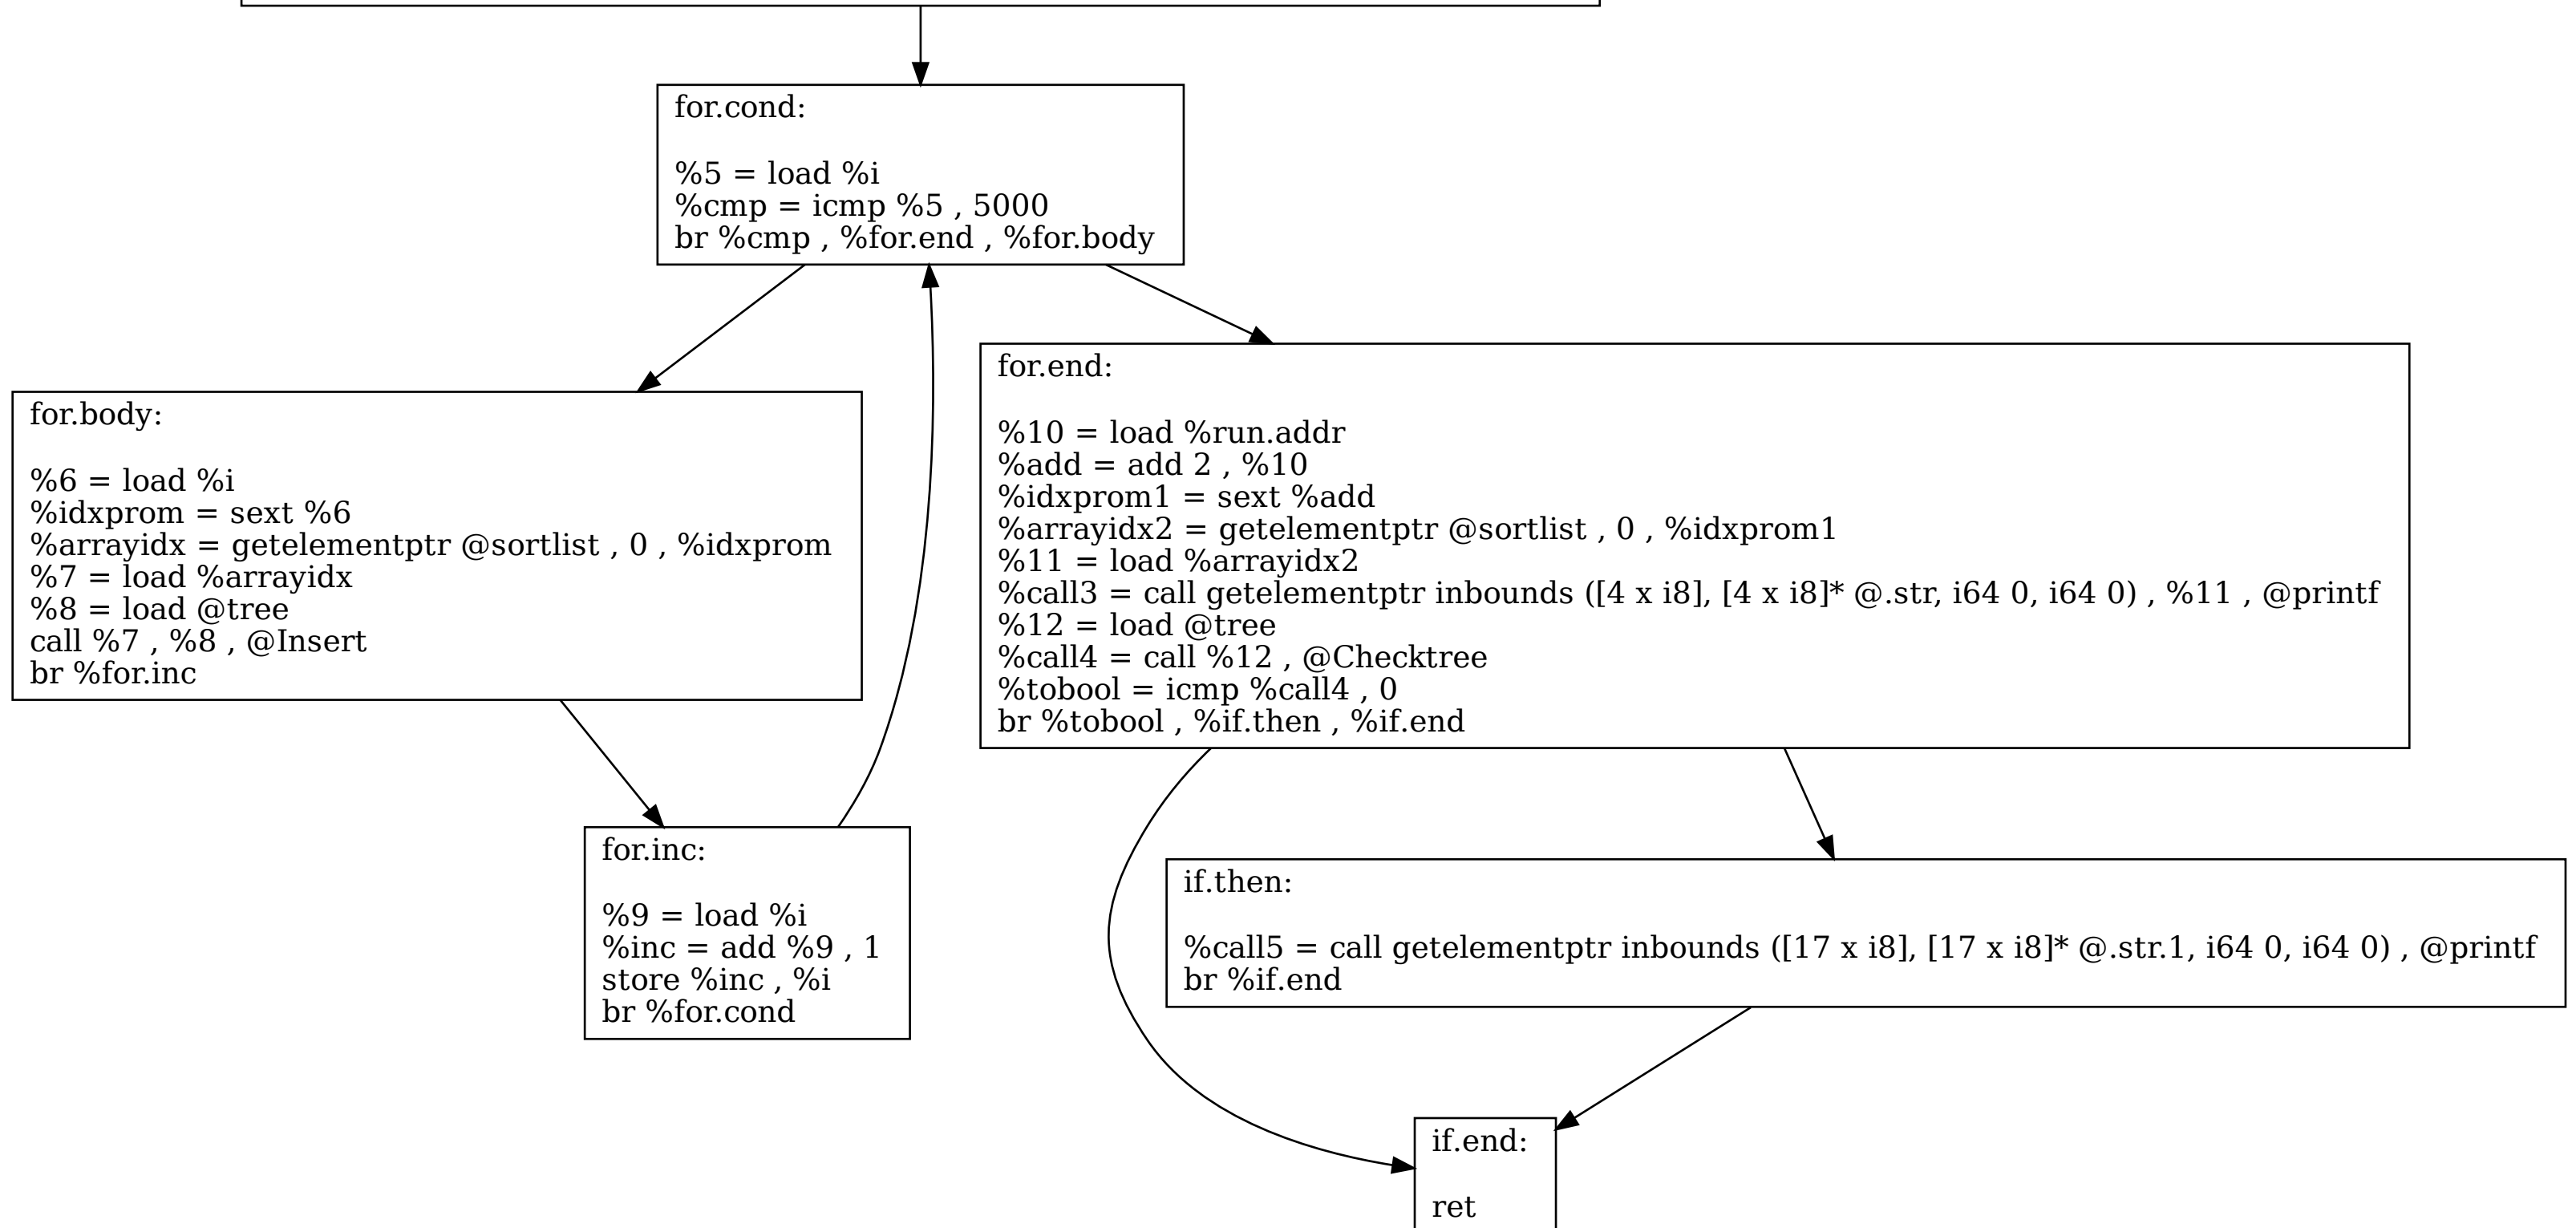 for.cond:
%5 = load %i
%cmp = icmp %5 , 5000
br %cmp , %for.end , %for.body
for.body:
%6 = load %i
%idxprom = sext %6
%arrayidx = getelementptr @sortlist , 0 , %idxprom
%7 = load %arrayidx
%8 = load @tree
call %7 , %8 , @Insert
br %for.inc
for.inc:
%9 = load %i
%inc = add %9 , 1
store %inc , %i
br %for.cond
for.end:
%10 = load %run.addr
%add = add 2 , %10
%idxprom1 = sext %add
%arrayidx2 = getelementptr @sortlist , 0 , %idxprom1
%11 = load %arrayidx2
%call3 = call getelementptr inbounds ([4 x i8], [4 x i8]* @.str, i64 0, i64 0) , %11 , @printf
%12 = load @tree
%call4 = call %12 , @Checktree
%tobool = icmp %call4 , 0
br %tobool , %if.then , %if.end
if.then:
%call5 = call getelementptr inbounds ([17 x i8], [17 x i8]* @.str.1, i64 0, i64 0) , @printf
br %if.end
if.end:
ret